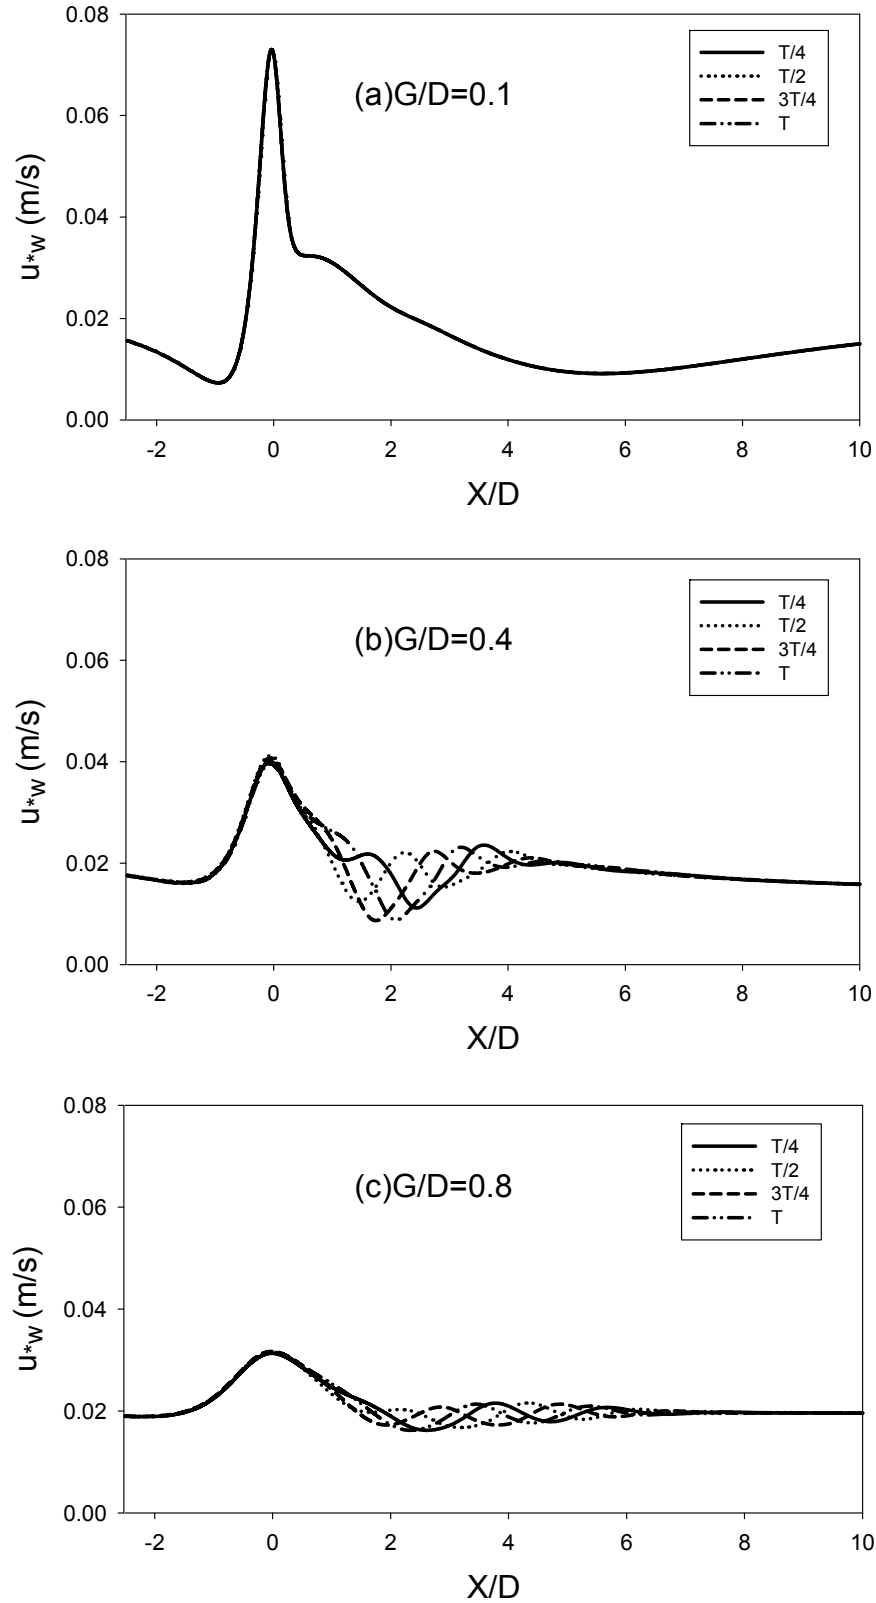 0.08
T/4
T/2
3T/4
T
(a)G/D=0.1
0.06
0.04
0.02
0.00
u*w (m/s)
-2 0 2 4 6 8 10
X/D
0.08
T/4
T/2
3T/4
T
(b)G/D=0.4
0.06
0.04
0.02
0.00
u*w (m/s)
-2 0 2 4 6 8 10
X/D
0.08
T/4
T/2
3T/4
T
(c)G/D=0.8
0.06
0.04
0.02
0.00
u*w (m/s)
-2 0 2 4 6 8 10
X/D